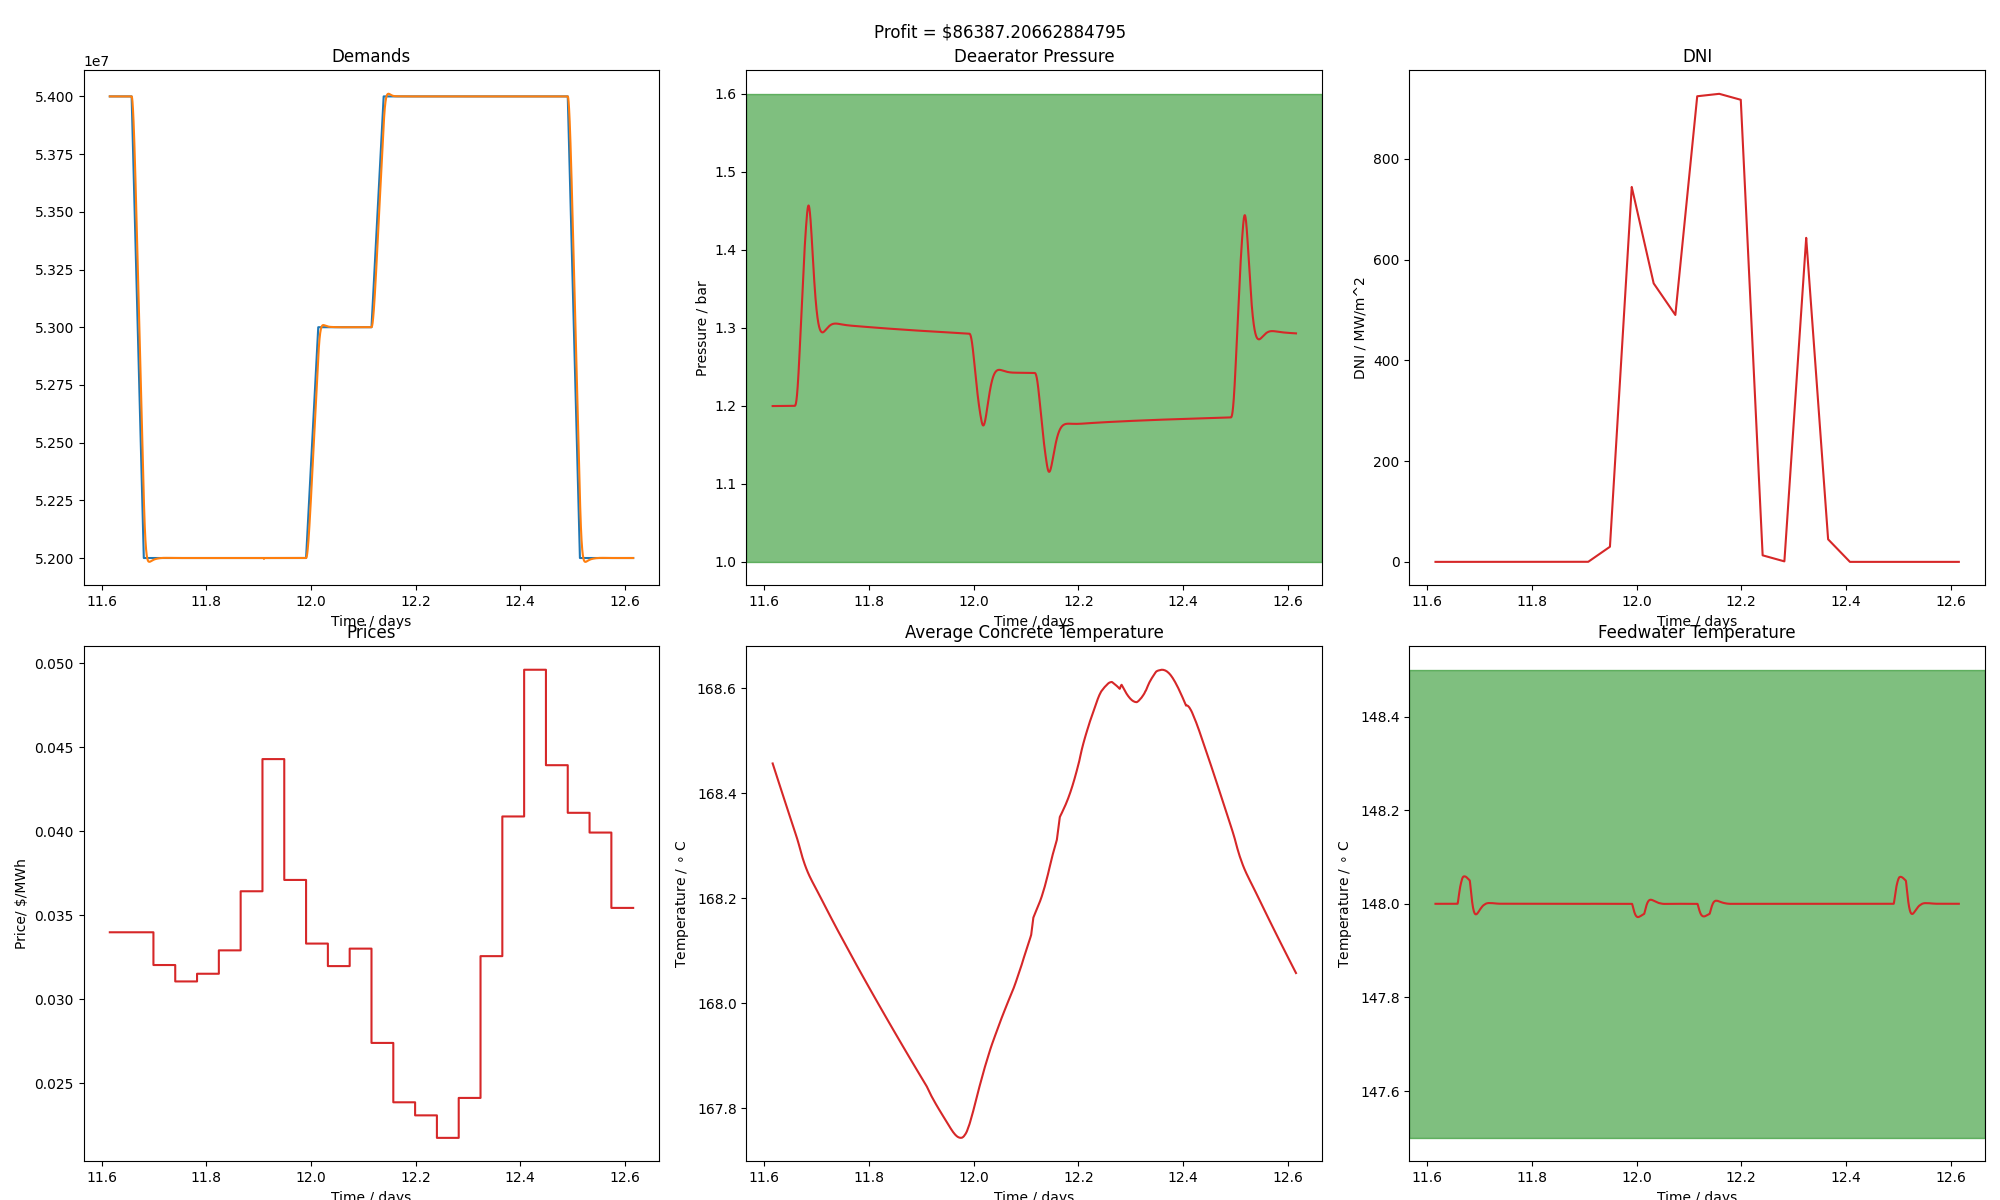 Profit = $86387.20662884795
Demands
1e7
5.400
5.375
5.350
5.325
5.300
5.275
5.250
5.225
5.200
11.6 11.8 12.0 12.2 12.4 12.6
Time / days
Deaerator Pressure
Pressure / bar
1.6
1.5
1.4
1.3
1.2
1.1
1.0
11.6 11.8 12.0 12.2 12.4 12.6
Time / days
DNI
DNI / MW/m^2
800
600
400
200
0
11.6 11.8 12.0 12.2 12.4 12.6
Time / days
Prices
Price/ $/MWh
0.050
0.045
0.040
0.035
0.030
0.025
11.6 11.8 12.0 12.2 12.4 12.6
Time / days
Average Concrete Temperature
Temperature / ∘ C
168.6
168.4
168.2
168.0
167.8
11.6 11.8 12.0 12.2 12.4 12.6
Time / days
Feedwater Temperature
Temperature / ∘ C
148.4
148.2
148.0
147.8
147.6
11.6 11.8 12.0 12.2 12.4 12.6
Time / days